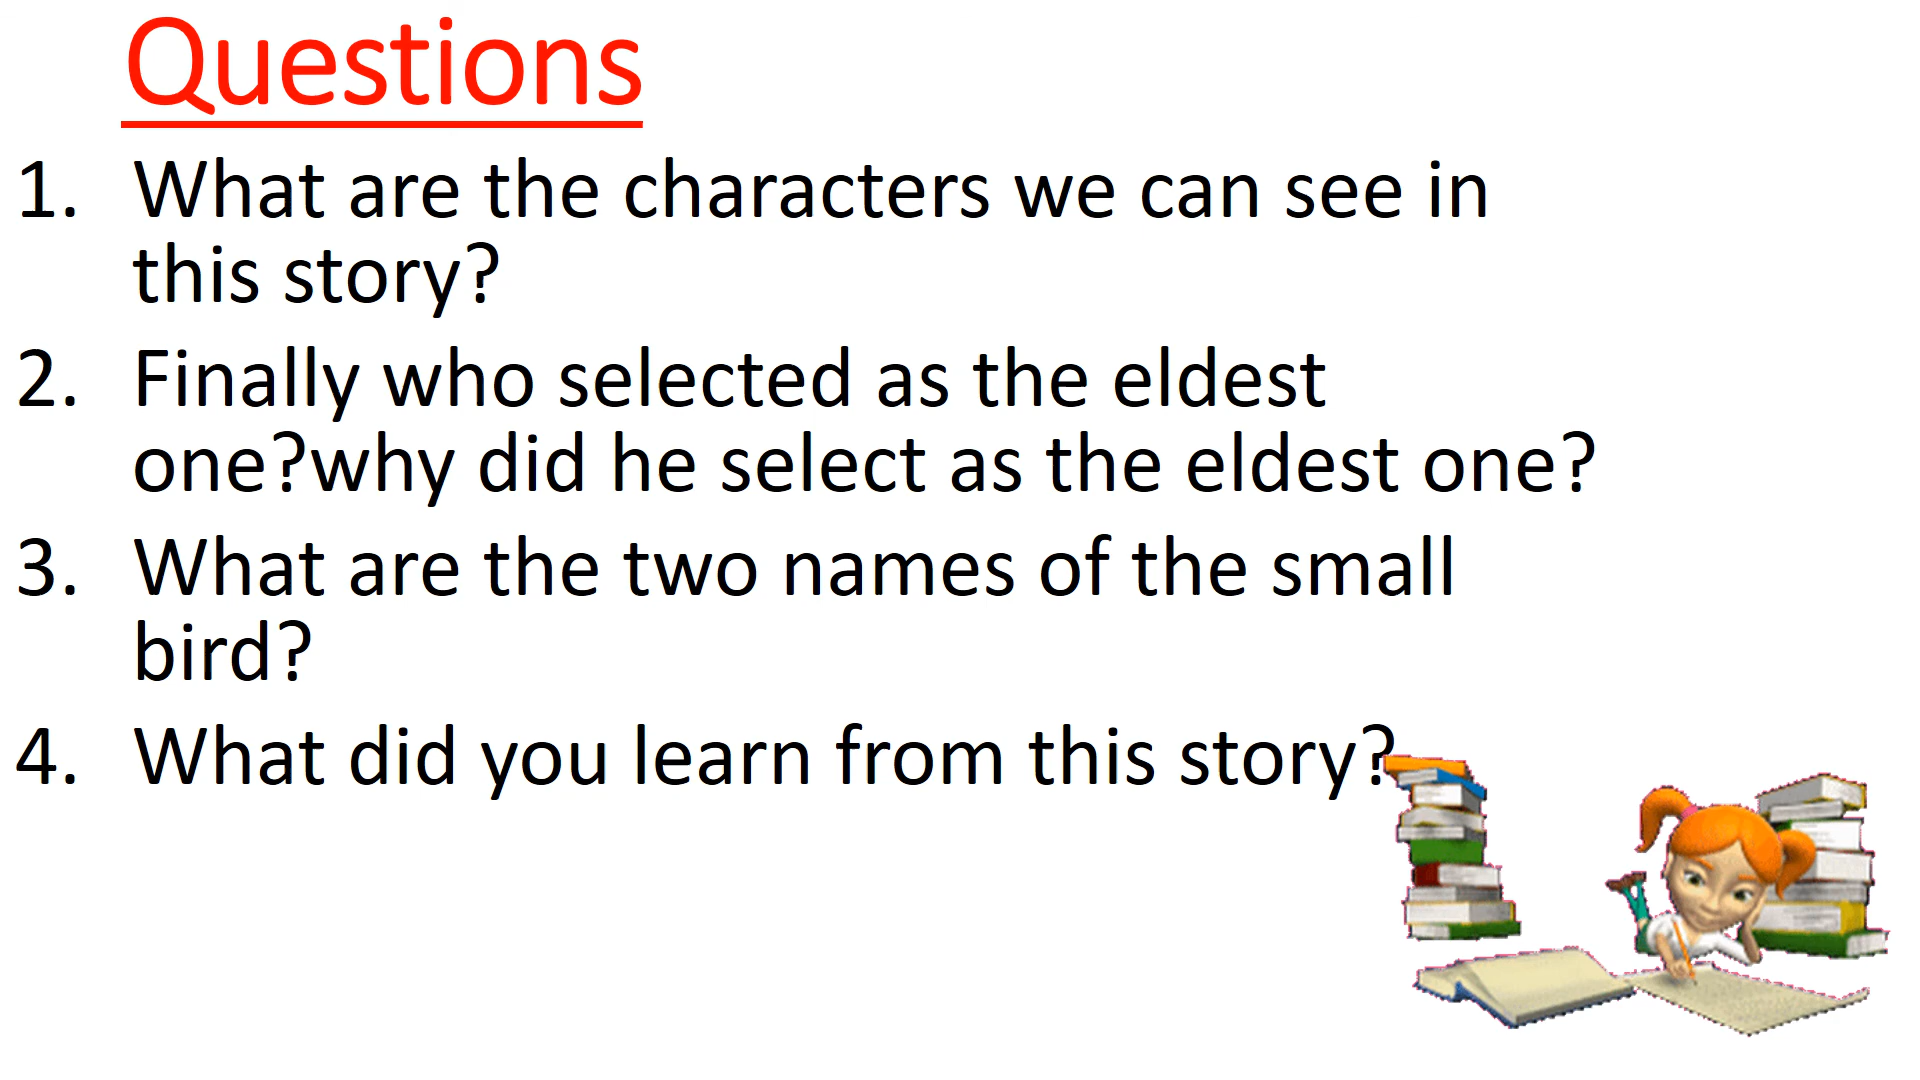 Questions
1. What are the characters we can see in
this story?
2. Finally who selected as the eldest
one?why did he select as the eldest one?
3. What are the two names of the small
bird?
4. What did you learn from this story?